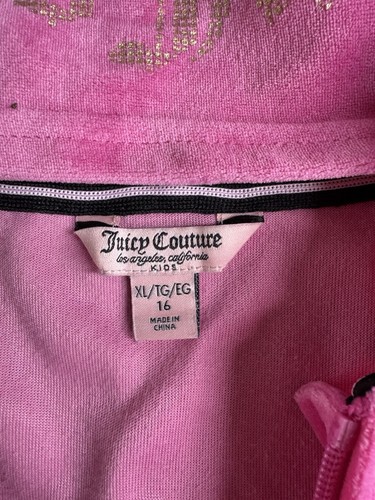 Juicy Couture
los angeles, california
KIDS
XL/TG/EG
16
MADE IN
CHINA